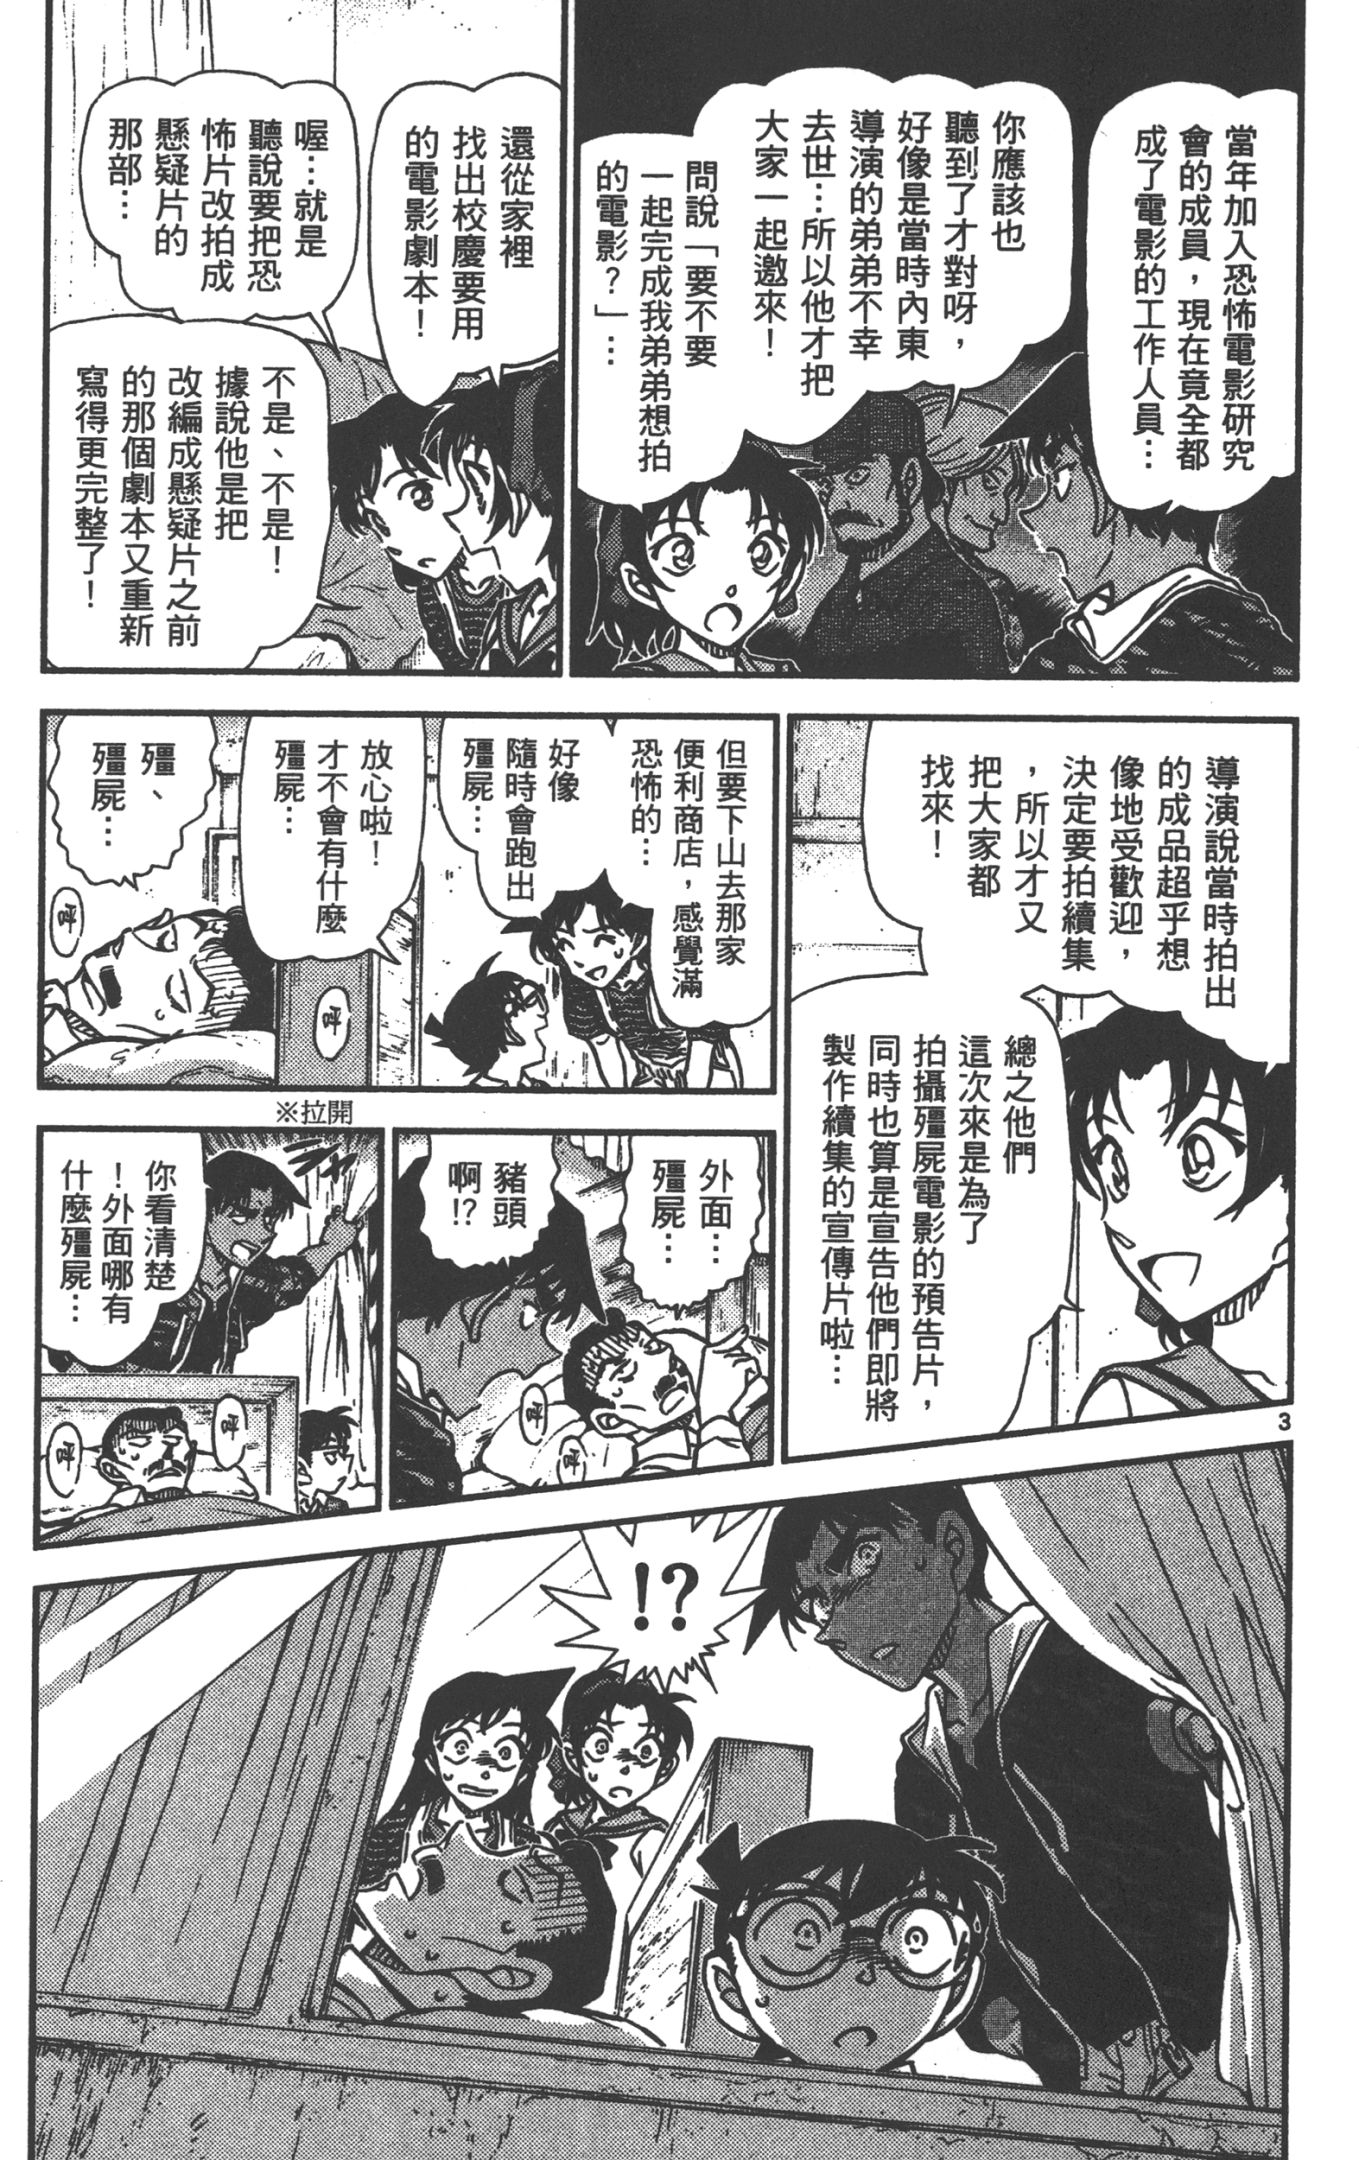 當年加入恐怖電影研究
會的成員，現在竟全都
成了電影的工作人員…
你應該也
聽到了才對呀，
好像是當時內東
導演的弟弟不幸
去世…所以他才把
大家一起邀來！
問說「要不要
一起完成我弟弟想拍
的電影？」…
還從家裡
找出校慶要用
的電影劇本！
喔…就是
聽說要把恐
怖片改拍成
懸疑片的
那部…
不是、不是！
據說他是把
改編成懸疑片之前
的那個劇本又重新
寫得更完整了！
導演說當時拍出
的成品超乎想
像地受歡迎，
決定要拍續集
，所以才又
把大家都
找來！
總之他們
這次來是為了
拍攝殭屍電影的預告片，
同時也算是宣告他們即將
製作續集的宣傳片啦…
但要下山去那家
便利商店，感覺滿
恐怖的…
好像
隨時會跑出
殭屍…
放心啦！
才不會有什麼
殭屍…
殭、
殭屍…
呼
呼
外面…
殭屍…
豬頭
啊!?
呼
呼
※拉開
你看清楚
！外面哪有
什麼殭屍…
呼
呼
3
!?